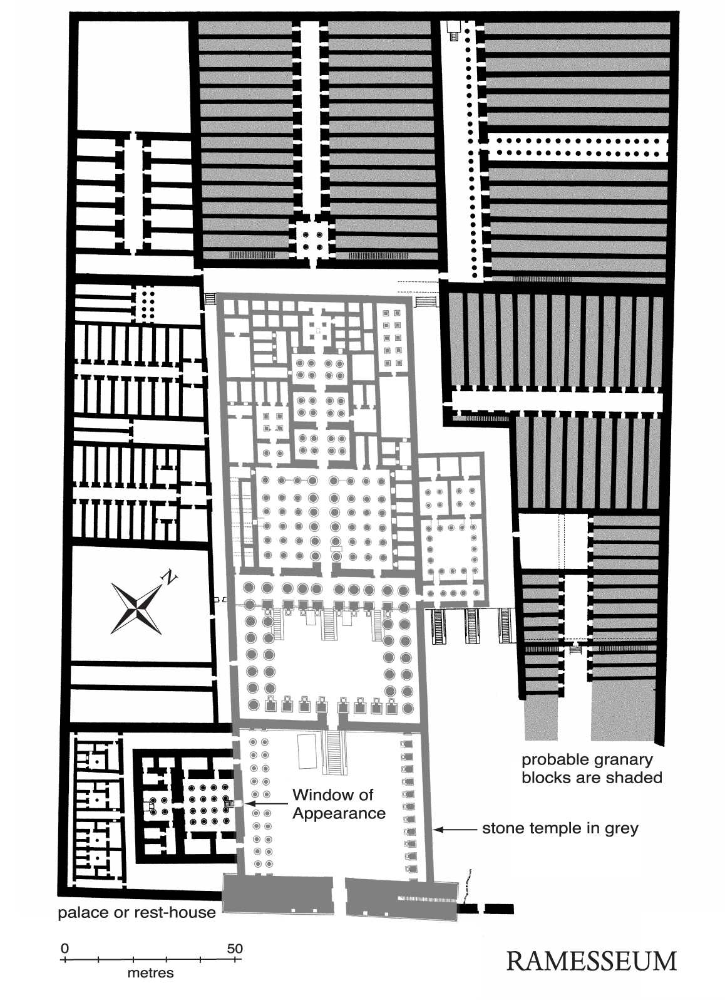 N
probable granary
blocks are shaded
Window of
Appearance
stone temple in grey
palace or rest-house
0 50
metres
RAMESSEUM